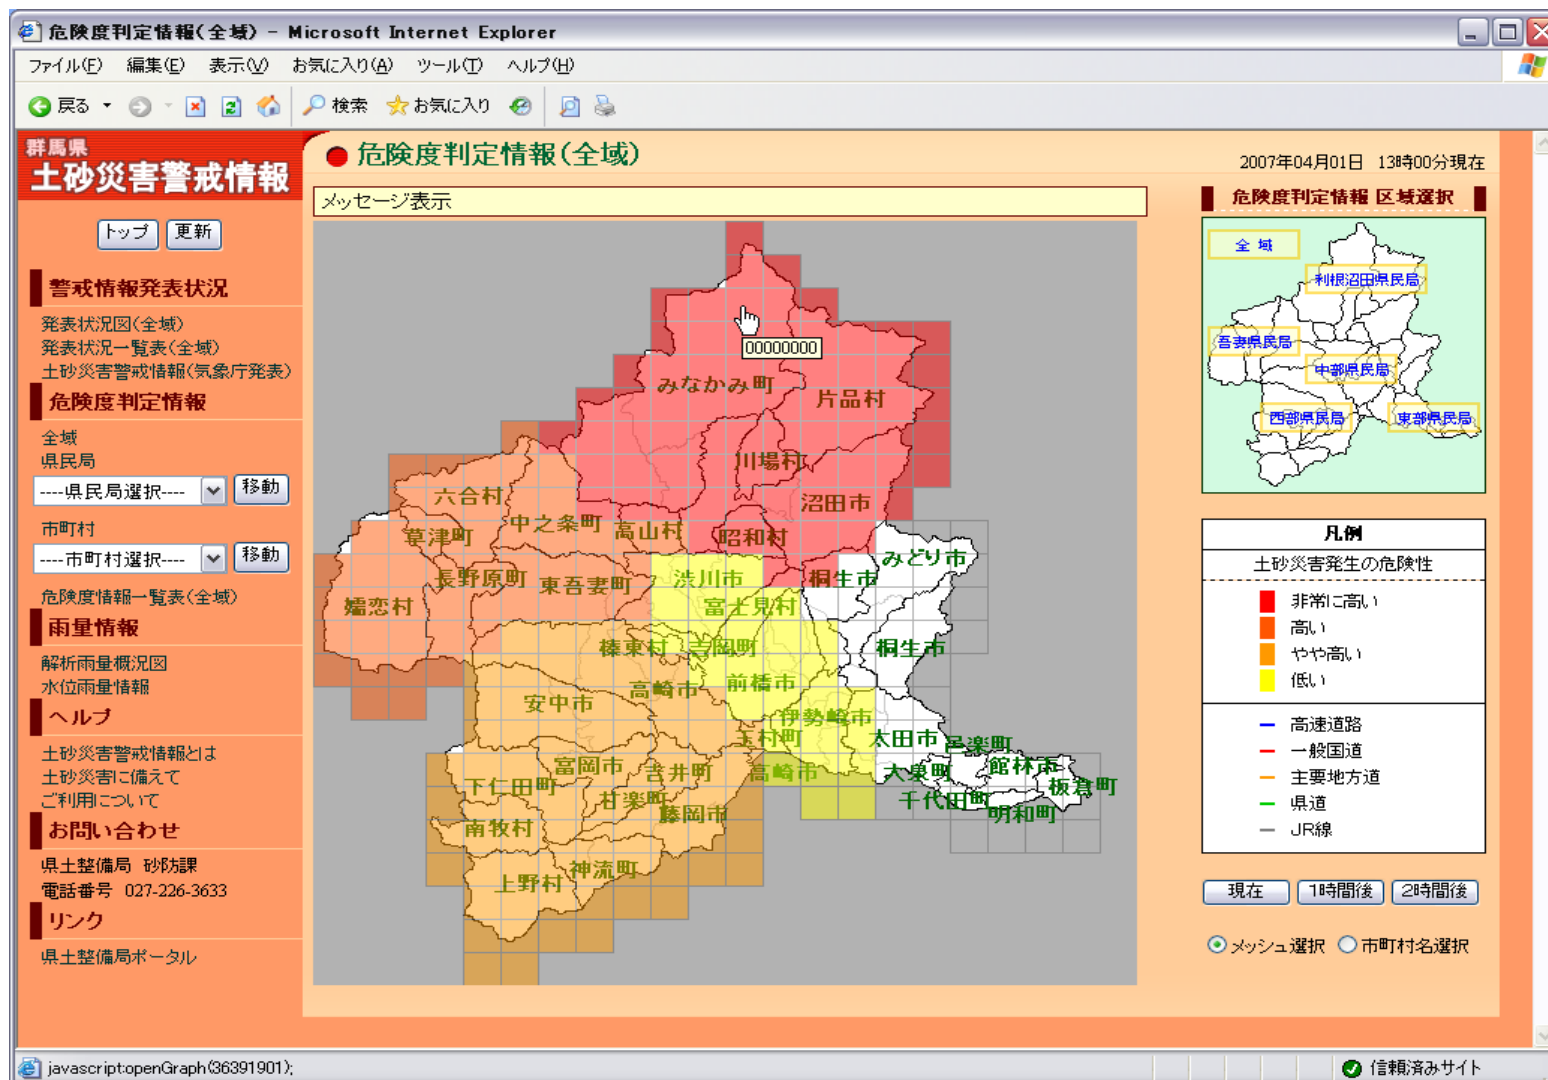 危険度判定情報(全域) - Microsoft Internet Explorer
ファイル(F) 編集(E) 表示(V) お気に入り(A) ツール(T) ヘルプ(H)
戻る 検索 お気に入り
群馬県
土砂災害警戒情報
トップ 更新
警戒情報発表状況
発表状況図(全域)
発表状況一覧表(全域)
土砂災害警戒情報(気象庁発表)
危険度判定情報
全域
県民局
----県民局選択---- 移動
市町村
----市町村選択---- 移動
危険度情報一覧表(全域)
雨量情報
解析雨量概況図
水位雨量情報
ヘルプ
土砂災害警戒情報とは
土砂災害に備えて
ご利用について
お問い合わせ
県土整備局 砂防課
電話番号 027-226-3633
リンク
県土整備局ポータル
危険度判定情報(全域)
2007年04月01日 13時00分現在
メッセージ表示
00000000
みなかみ町
片品村
川場村
六合村
沼田市
中之条町
高山村
草津町
昭和村
みどり市
長野原町
東吾妻町
渋川市
桐生市
嬬恋村
富士見村
榛東村
吉岡町
桐生市
前橋市
高崎市
安中市
伊勢崎市
玉村町
太田市
邑楽町
富岡市
吉井町
高崎市
大泉町
館林市
下仁田町
板倉町
甘楽町
千代田町
藤岡市
明和町
南牧村
神流町
上野村
危険度判定情報 区域選択
全 域
利根沼田県民局
吾妻県民局
中部県民局
西部県民局
東部県民局
凡例
土砂災害発生の危険性
非常に高い
高い
やや高い
低い
高速道路
一般国道
主要地方道
県道
JR線
現在 1時間後 2時間後
メッシュ選択 市町村名選択
javascript:openGraph(36391901);
信頼済みサイト